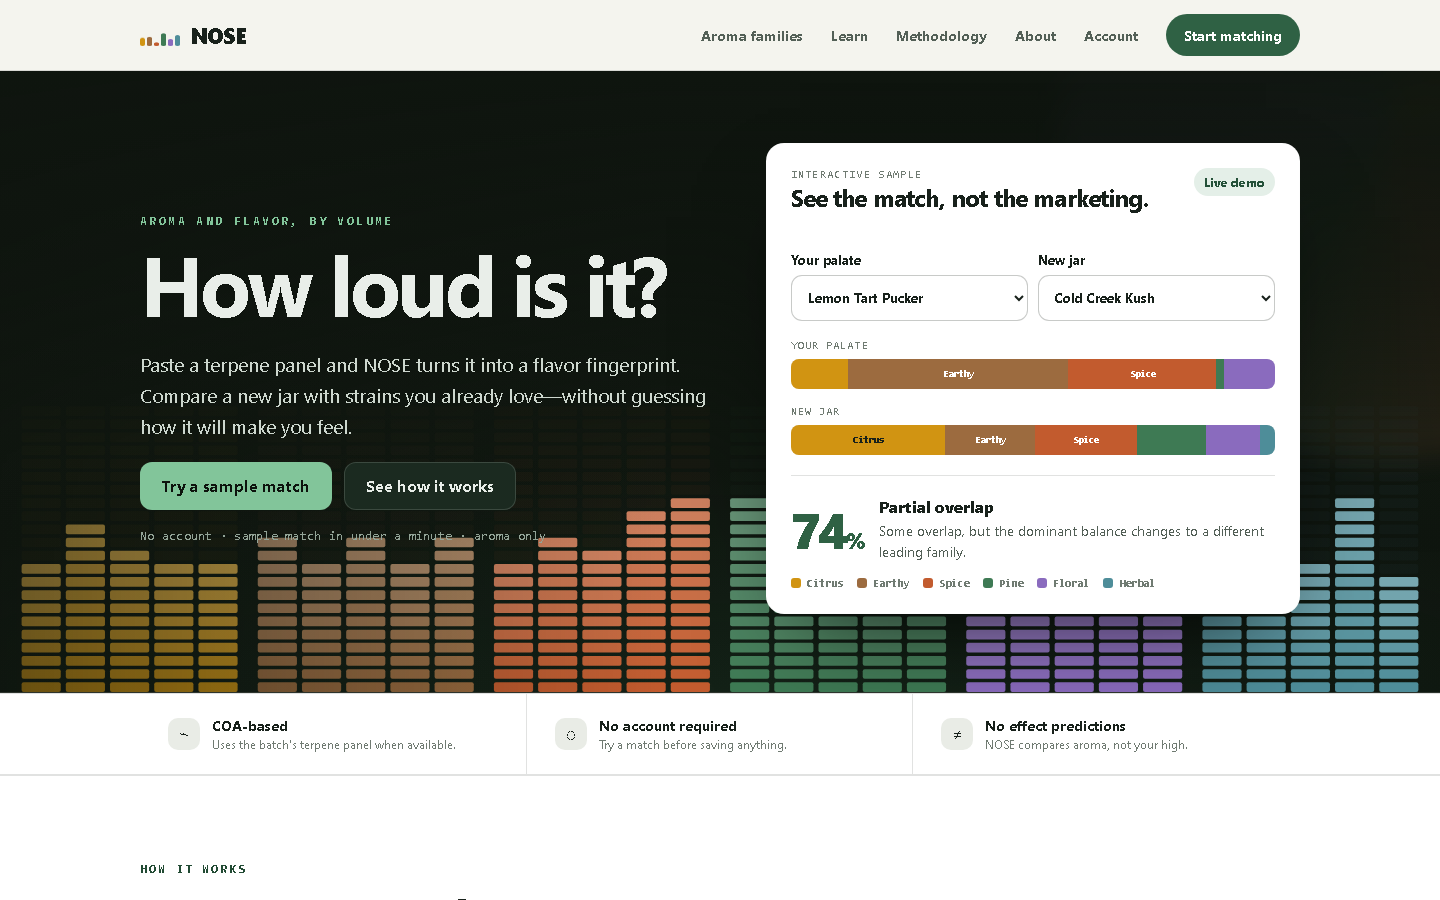 NOSE
Aroma families
Learn
Methodology
About
Account
Start matching
AROMA AND FLAVOR, BY VOLUME
How loud is it?
Paste a terpene panel and NOSE turns it into a flavor fingerprint.
Compare a new jar with strains you already love—without guessing
how it will make you feel.
Try a sample match
See how it works
No account · sample match in under a minute · aroma only
INTERACTIVE SAMPLE
See the match, not the marketing.
Live demo
Your palate
New jar
Lemon Tart Pucker
Cold Creek Kush
YOUR PALATE
Earthy
Spice
NEW JAR
Citrus
Earthy
Spice
74%
Partial overlap
Some overlap, but the dominant balance changes to a different
leading family.
Citrus
Earthy
Spice
Pine
Floral
Herbal
COA-based
Uses the batch's terpene panel when available.
No account required
Try a match before saving anything.
≠
No effect predictions
NOSE compares aroma, not your high.
HOW IT WORKS